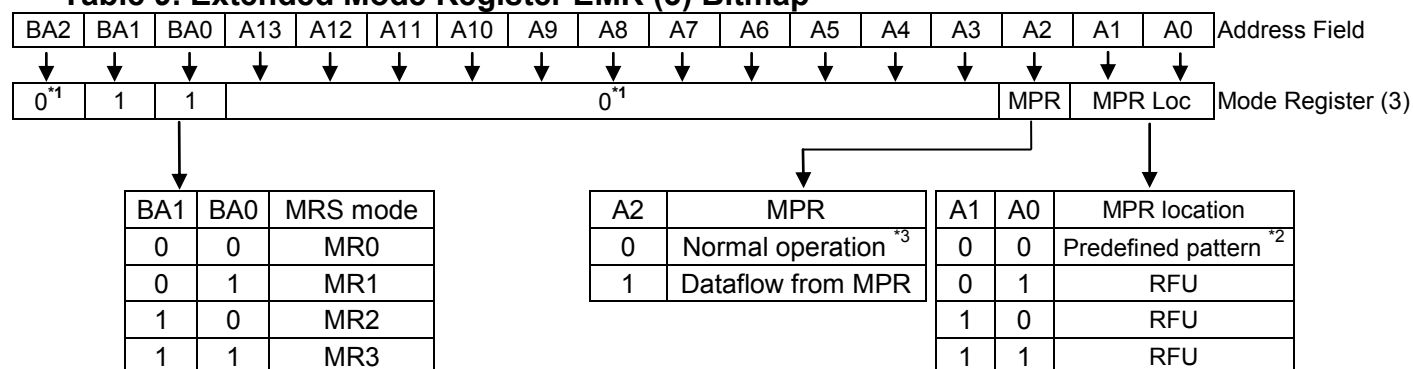 Table 9. Extended Mode Register EMR (3) Bitmap
BA2 BA1 BA0 A13 A12 A11 A10 A9 A8 A7 A6 A5 A4 A3 A2 A1 A0 Address Field
0*1 1 1 0*1 MPR MPR Loc Mode Register (3)
BA1 BA0 MRS mode
0 0 MR0
0 1 MR1
1 0 MR2
1 1 MR3
A2 MPR
0 Normal operation *3
1 Dataflow from MPR
A1 A0 MPR location
0 0 Predefined pattern *2
0 1 RFU
1 0 RFU
1 1 RFU